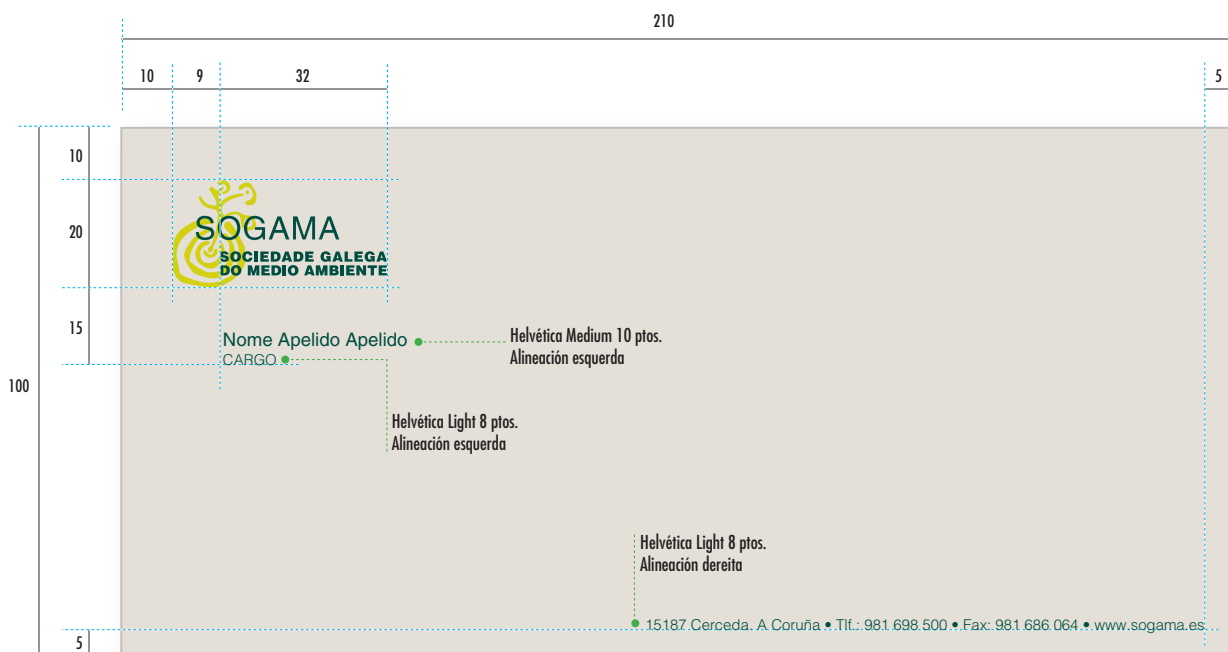 210
10
9
32
5
10
20
15
100
5
SOGAMA
SOCIEDADE GALEGA
DO MEDIO AMBIENTE
Nome Apelido Apelido
CARGO
Helvética Medium 10 ptos.
Alineación esquerda
Helvética Light 8 ptos.
Alineación esquerda
Helvética Light 8 ptos.
Alineación dereita
15187 Cerceda. A Coruña • Tlf.: 981 698 500 • Fax: 981 686 064 • www.sogama.es